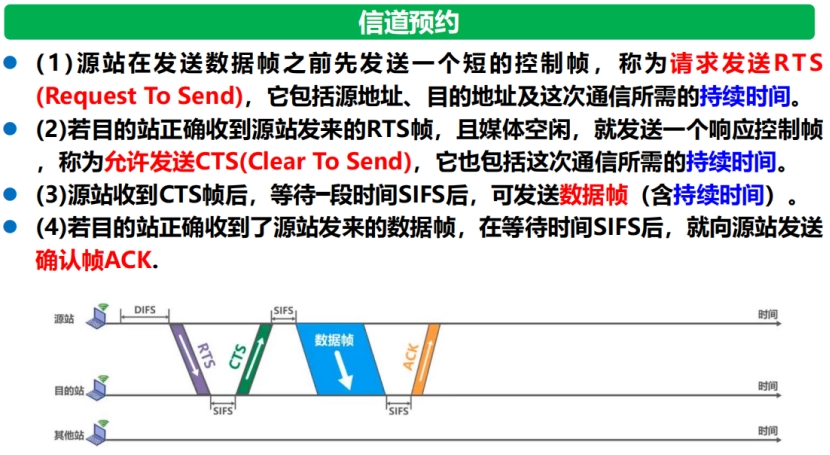 信道预约
(1)源站在发送数据帧之前先发送一个短的控制帧，称为请求发送RTS
(Request To Send)，它包括源地址、目的地址及这次通信所需的持续时间。
(2)若目的站正确收到源站发来的RTS帧，且媒体空闲，就发送一个响应控制帧
，称为允许发送CTS(Clear To Send)，它也包括这次通信所需的持续时间。
(3)源站收到CTS帧后，等待一段时间SIFS后，可发送数据帧（含持续时间）。
(4)若目的站正确收到了源站发来的数据帧，在等待时间SIFS后，就向源站发送
确认帧ACK.
DIFS
SIFS
源站
时间
RTS
CTS
数据帧
ACK
目的站
时间
SIFS
SIFS
其他站
时间